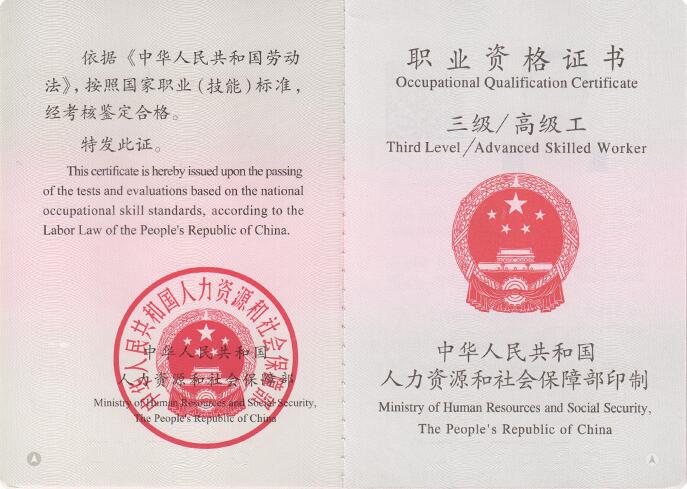 依据《中华人民共和国劳动
法》，按照国家职业（技能）标准，
经考核鉴定合格。
特发此证。
This certificate is hereby issued upon the passing
of the tests and evaluations based on the national
occupational skill standards, according to the
Labor Law of the People's Republic of China.
中华人民共和国人力资源和社会保障部
中华人民共和国
人力资源和社会保障部
Ministry of Human Resources and Social Security,
The People's Republic of China
职业资格证书
Occupational Qualification Certificate
三级/高级工
Third Level/Advanced Skilled Worker
中华人民共和国
人力资源和社会保障部印制
Ministry of Human Resources and Social Security,
The People's Republic of China